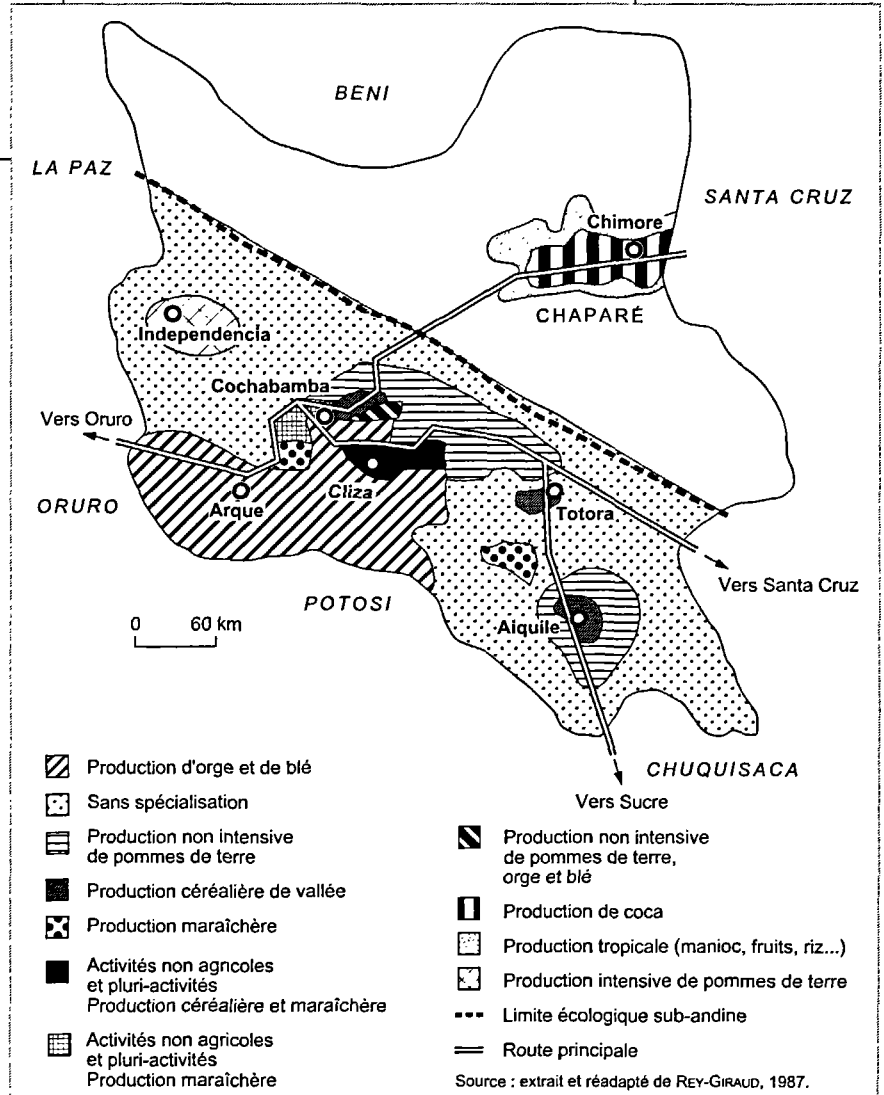 BENI
LA PAZ
SANTA CRUZ
Chimore
CHAPARÉ
Independencia
Cochabamba
Vers Oruro
Cliza
ORURO
Arque
Totora
Vers Santa Cruz
POTOSI
0 60 km
Aiquile
CHUQUISACA
Vers Sucre
Production d'orge et de blé
Sans spécialisation
Production non intensive
de pommes de terre
Production céréalière de vallée
Production maraîchère
Activités non agricoles
et pluri-activités
Production céréalière et maraîchère
Activités non agricoles
et pluri-activités
Production maraîchère
Production non intensive
de pommes de terre,
orge et blé
Production de coca
Production tropicale (manioc, fruits, riz...)
Production intensive de pommes de terre
Limite écologique sub-andine
Route principale
Source : extrait et réadapté de REY-GIRAUD, 1987.